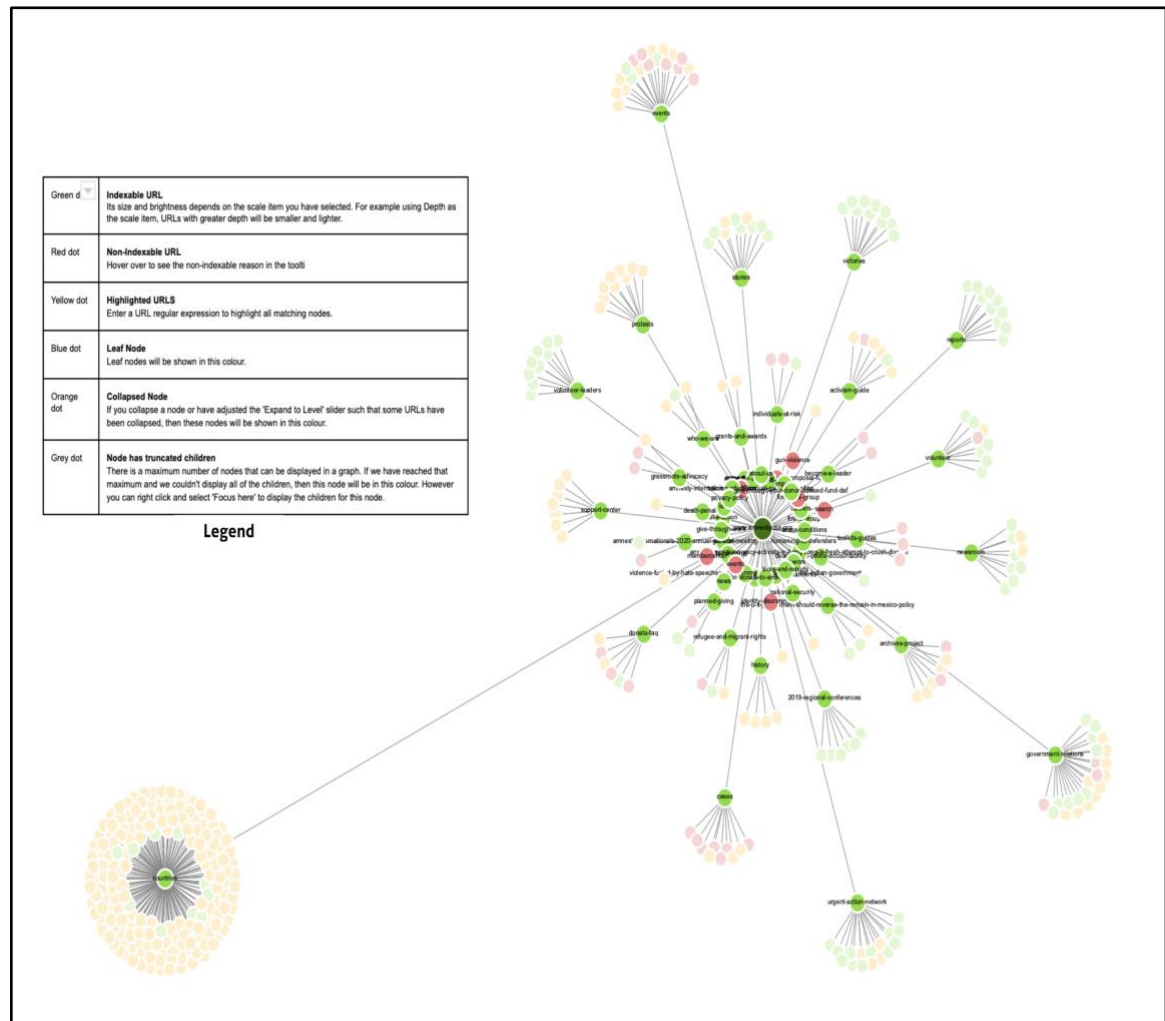 events
stories
victories
Green d
Indexable URL
Its size and brightness depends on the scale item you have selected. For example using Depth as
the scale item, URLs with greater depth will be smaller and lighter.
Red dot
Non-Indexable URL
Hover over to see the non-indexable reason in the toolti
Yellow dot
Highlighted URLS
Enter a URL regular expression to highlight all matching nodes.
Blue dot
Leaf Node
Leaf nodes will be shown in this colour.
Orange
dot
Collapsed Node
If you collapse a node or have adjusted the 'Expand to Level' slider such that some URLs have
been collapsed, then these nodes will be shown in this colour.
Grey dot
Node has truncated children
There is a maximum number of nodes that can be displayed in a graph. If we have reached that
maximum and we couldn't display all of the children, then this node will be in this colour. However
you can right click and select 'Focus here' to display the children for this node.
Legend
protests
reports
volunteer-leaders
activism-guide
individuals-at-risk
who-we-are
grants-and-awards
volunteer
gun-violence
about-us
become-a-leader
grassroots-advocacy
privacy-policy
support-center
death-penal
search
give-through-work
toolkits-guides
newsroom
events
news
planned-giving
national-security
donate-faq
refugee-and-migrant-rights
archives-project
history
2019-regional-conferences
government-relations
cases
countries
urgent-action-network